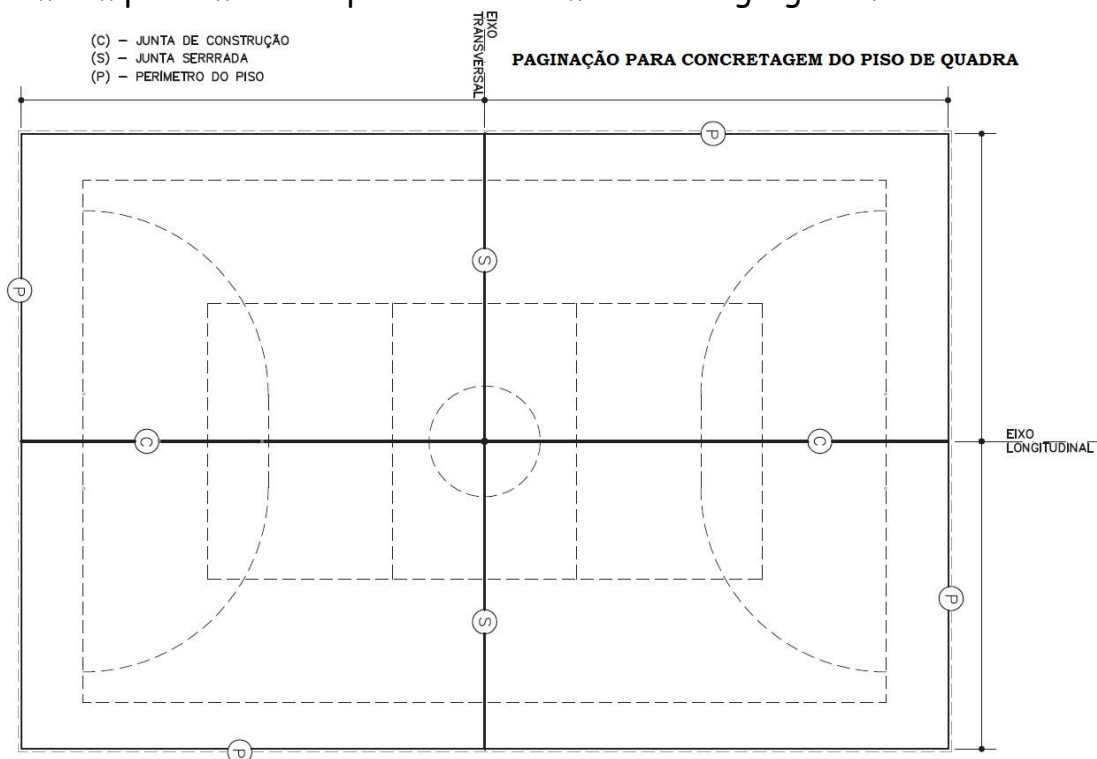 (C) – JUNTA DE CONSTRUÇÃO
(S) – JUNTA SERRRADA
(P) – PERÍMETRO DO PISO
EIXO
TRANSVERSAL
PAGINAÇÃO PARA CONCRETAGEM DO PISO DE QUADRA
P
S
P
C
C
EIXO
LONGITUDINAL
P
S
P